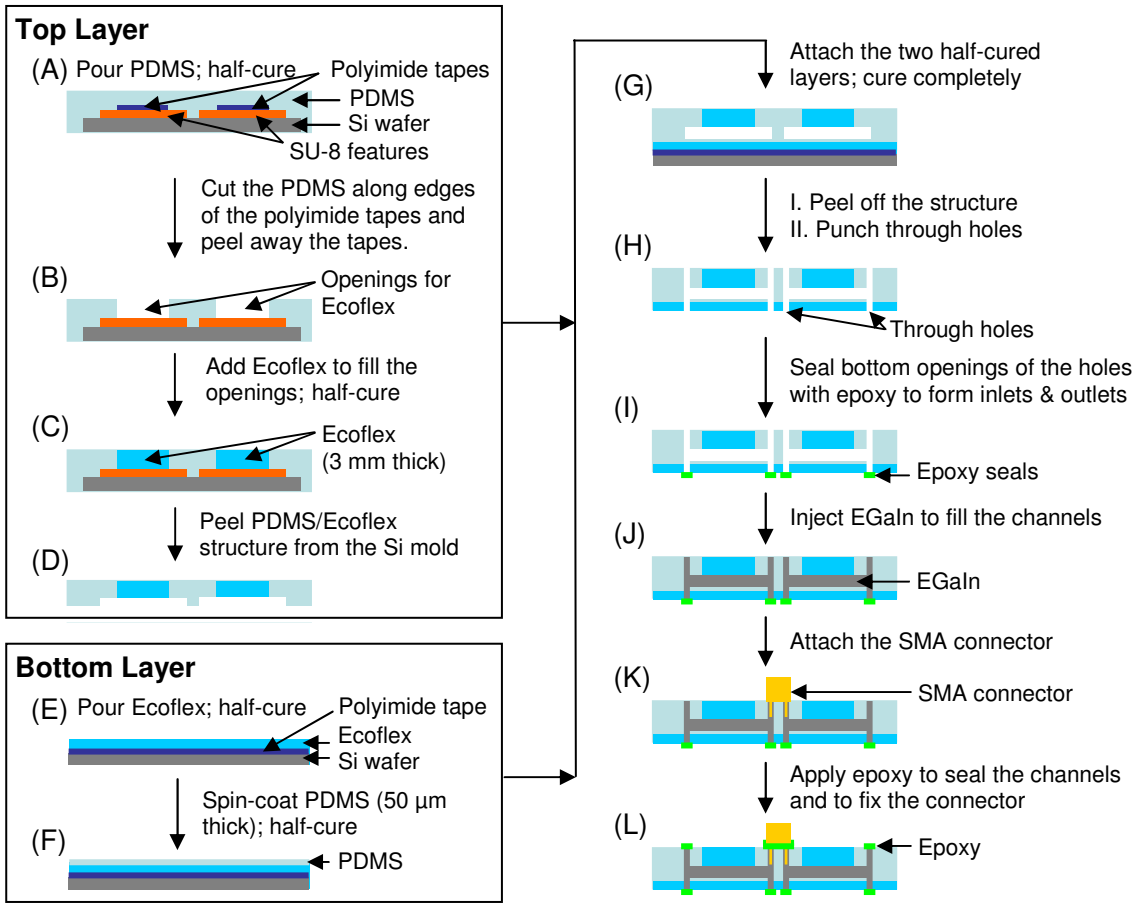 Top Layer
(A) Pour PDMS; half-cure
Polyimide tapes
PDMS
Si wafer
SU-8 features
Cut the PDMS along edges
of the polyimide tapes and
peel away the tapes.
(B)
Openings for
Ecoflex
Add Ecoflex to fill the
openings; half-cure
(C)
Ecoflex
(3 mm thick)
Peel PDMS/Ecoflex
structure from the Si mold
(D)
Bottom Layer
(E) Pour Ecoflex; half-cure
Polyimide tape
Ecoflex
Si wafer
Spin-coat PDMS (50 µm
thick); half-cure
(F)
PDMS
Attach the two half-cured
layers; cure completely
(G)
I. Peel off the structure
II. Punch through holes
(H)
Through holes
Seal bottom openings of the holes
with epoxy to form inlets & outlets
(I)
Epoxy seals
Inject EGaIn to fill the channels
(J)
EGaIn
Attach the SMA connector
(K)
SMA connector
Apply epoxy to seal the channels
and to fix the connector
(L)
Epoxy